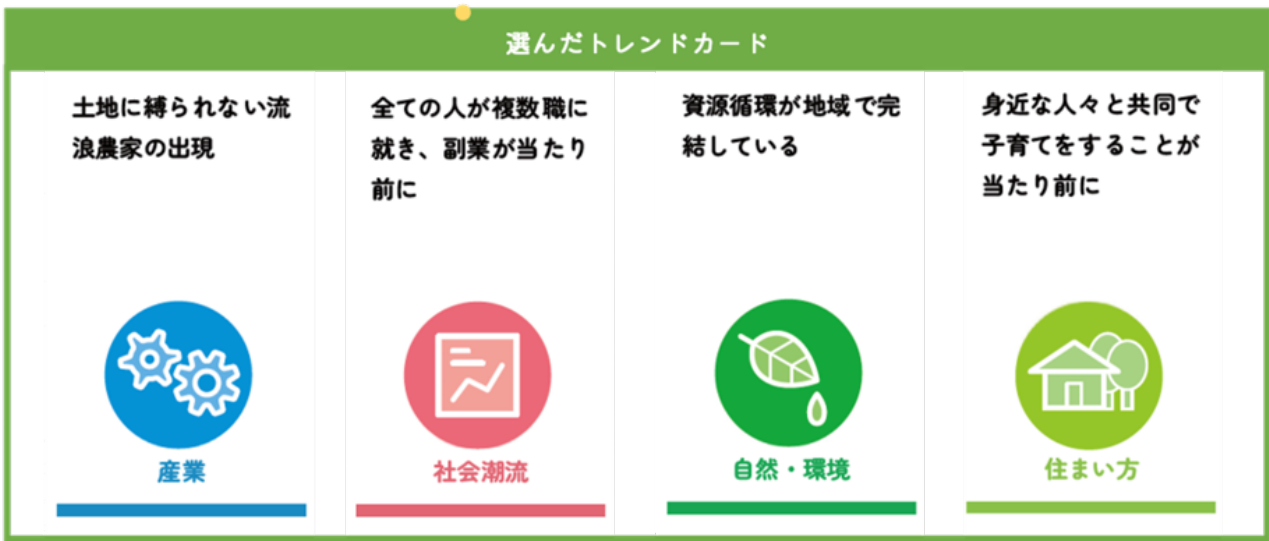 選んだトレンドカード
土地に縛られない流
浪農家の出現
産業
全ての人が複数職に
就き、副業が当たり
前に
社会潮流
資源循環が地域で完
結している
自然・環境
身近な人々と共同で
子育てをすることが
当たり前に
住まい方